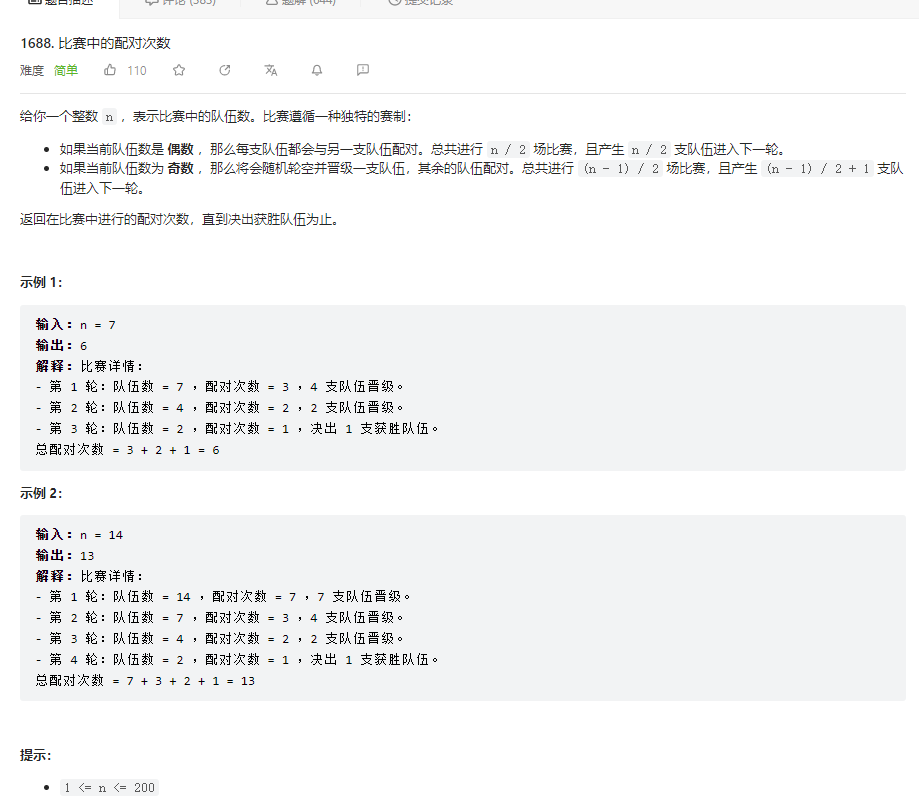 题目描述 评论 (583) 题解 (644) 提交记录
1688. 比赛中的配对次数
难度 简单 110
给你一个整数 n ，表示比赛中的队伍数。比赛遵循一种独特的赛制：
如果当前队伍数是 偶数 ，那么每支队伍都会与另一支队伍配对。总共进行 n / 2 场比赛，且产生 n / 2 支队伍进入下一轮。
如果当前队伍数为 奇数 ，那么将会随机轮空并晋级一支队伍，其余的队伍配对。总共进行 (n - 1) / 2 场比赛，且产生 (n - 1) / 2 + 1 支队
伍进入下一轮。
返回在比赛中进行的配对次数，直到决出获胜队伍为止。
示例 1：
输入：n = 7
输出：6
解释：比赛详情：
- 第 1 轮：队伍数 = 7 ，配对次数 = 3 ，4 支队伍晋级。
- 第 2 轮：队伍数 = 4 ，配对次数 = 2 ，2 支队伍晋级。
- 第 3 轮：队伍数 = 2 ，配对次数 = 1 ，决出 1 支获胜队伍。
总配对次数 = 3 + 2 + 1 = 6
示例 2：
输入：n = 14
输出：13
解释：比赛详情：
- 第 1 轮：队伍数 = 14 ，配对次数 = 7 ，7 支队伍晋级。
- 第 2 轮：队伍数 = 7 ，配对次数 = 3 ，4 支队伍晋级。
- 第 3 轮：队伍数 = 4 ，配对次数 = 2 ，2 支队伍晋级。
- 第 4 轮：队伍数 = 2 ，配对次数 = 1 ，决出 1 支获胜队伍。
总配对次数 = 7 + 3 + 2 + 1 = 13
提示：
1 <= n <= 200